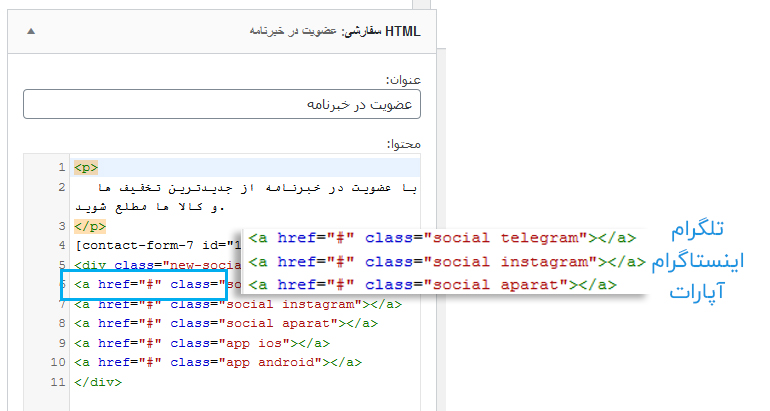 HTML سفارشی: عضویت در خبرنامه
عنوان:
عضویت در خبرنامه
محتوا:
1 <p>
2 با عضویت در خبرنامه از جدیدترین تخفیف ها
و کالا ها مطلع شوید.
3 </p>
4 [contact-form-7 id="1
5 <div class="new-socia
6 <a href="#" class="so
7 <a href="#" class="social instagram"></a>
8 <a href="#" class="social aparat"></a>
9 <a href="#" class="app ios"></a>
10 <a href="#" class="app android"></a>
11 </div>
<a href="#" class="social telegram"></a>
<a href="#" class="social instagram"></a>
<a href="#" class="social aparat"></a>
تلگرام
اینستاگرام
آپارات